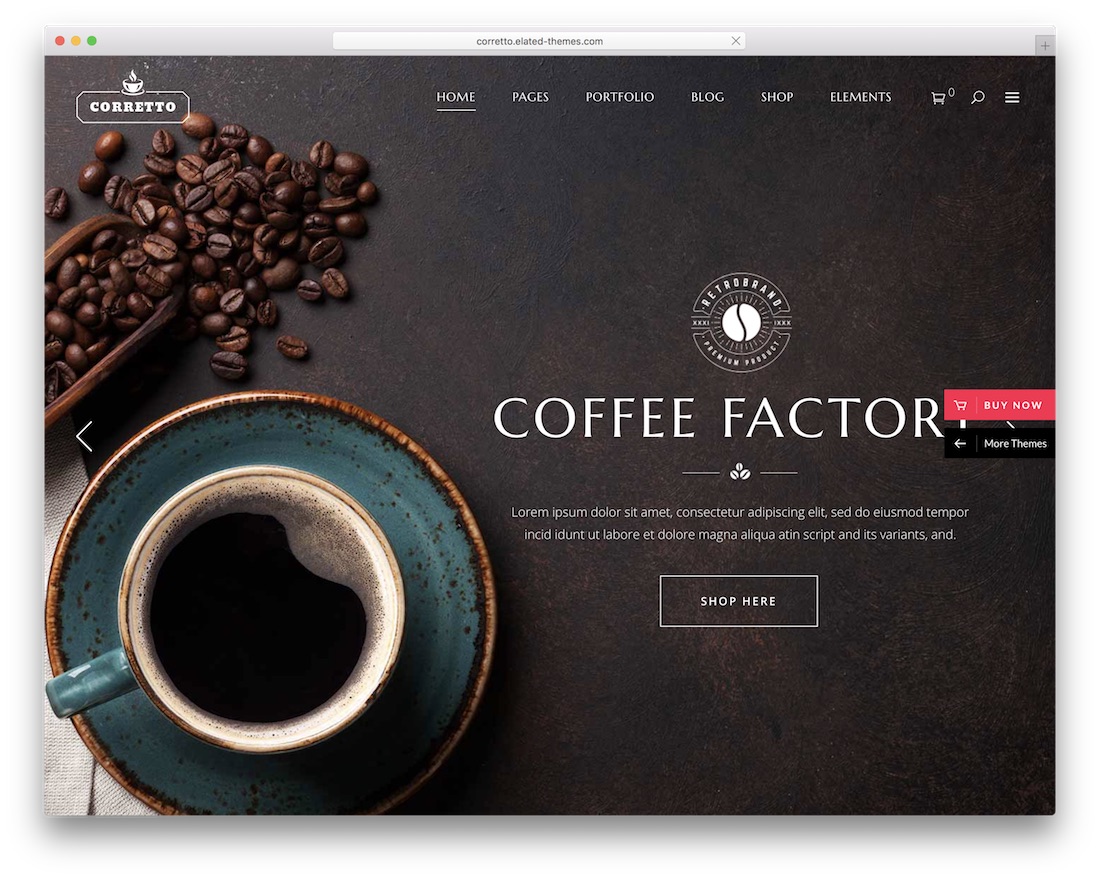 corretto.elated-themes.com
CORRETTO
HOME PAGES PORTFOLIO BLOG SHOP ELEMENTS 0
RETROBRAND
XXXI IXXX
PREMIUM PRODUCT
COFFEE FACTORY
BUY NOW
More Themes
Lorem ipsum dolor sit amet, consectetur adipiscing elit, sed do eiusmod tempor
incid idunt ut labore et dolore magna aliqua atin script and its variants, and.
SHOP HERE